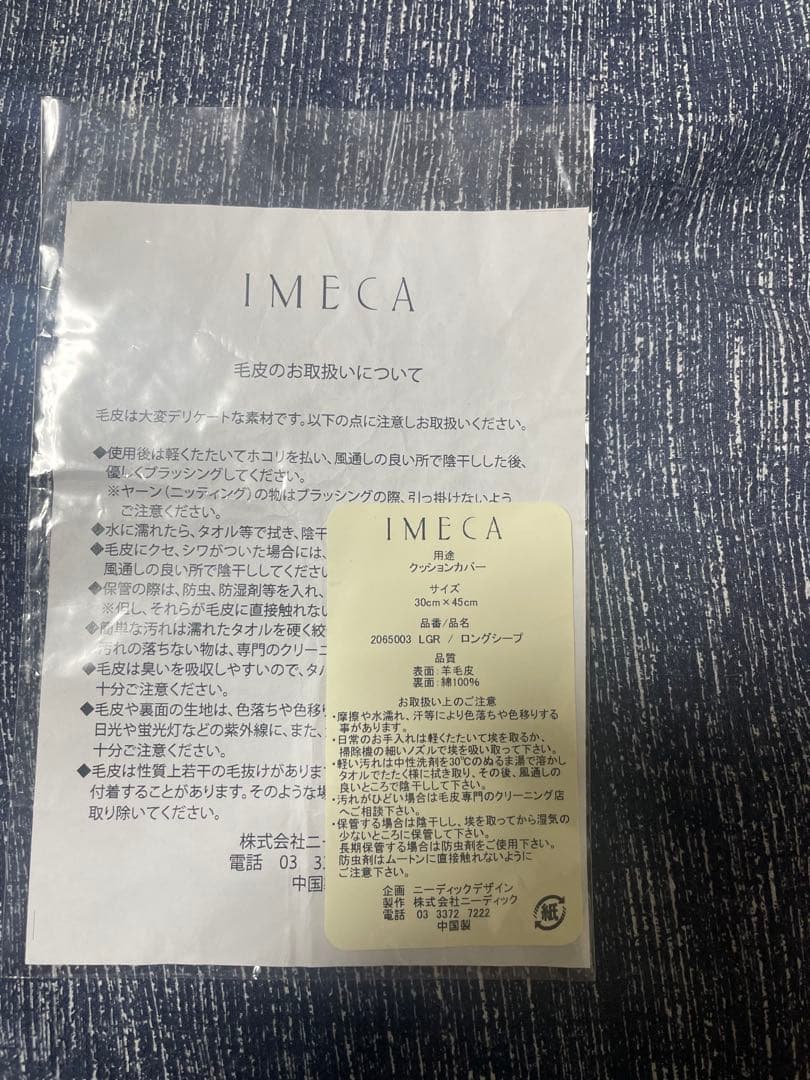 IMECA
毛皮のお取扱いについて
毛皮は大変デリケートな素材です。以下の点に注意しお取扱いください。
◆使用後は軽くたたいてホコリを払い、風通しの良い所で陰干しした後、
優しくブラッシングしてください。
※ヤーン(ニッティング)の物はブラッシングの際、引っ掛けないよう
ご注意ください。
◆水に濡れたら、タオル等で拭き、陰干
◆毛皮にクセ、シワがついた場合には、
風通しの良い所で陰干ししてくださ
◆保管の際は、防虫、防湿剤等を入れ、
※但し、それらが毛皮に直接触れな
◆簡単な汚れは濡れたタオルを硬く絞
汚れの落ちない物は、専門のクリーニ
◆毛皮は臭いを吸収しやすいので、タバ
十分ご注意ください。
◆毛皮や裏面の生地は、色落ちや色移り
日光や蛍光灯などの紫外線に、また、
十分ご注意ください。
◆毛皮は性質上若干の毛抜けがあります
付着することがあります。そのような場
取り除いてください。
株式会社ニー
電話 03 3
中国
IMECA
用途
クッションカバー
サイズ
30cm×45cm
品番/品名
2065003 LGR / ロングシープ
品質
表面:羊毛皮
裏面:綿100%
お取扱い上のご注意
・摩擦や水濡れ、汗等により色落ちや色移りする
事があります。
・日常のお手入れは軽くたたいて埃を取るか、
掃除機の細いノズルで埃を吸い取って下さい。
・軽い汚れは中性洗剤を30℃のぬるま湯で溶かし
タオルでたたく様に拭き取り、その後、風通しの
良いところで陰干しして下さい。
・汚れがひどい場合は毛皮専門のクリーニング店
へご相談下さい。
・保管する場合は陰干しし、埃を取ってから湿気の
少ないところに保管して下さい。
長期保管する場合は防虫剤をご使用下さい。
防虫剤はムートンに直接触れないように
ご注意下さい。
企画 ニーディックデザイン
製作 株式会社ニーディック
電話 03 3372 7222
中国製
紙